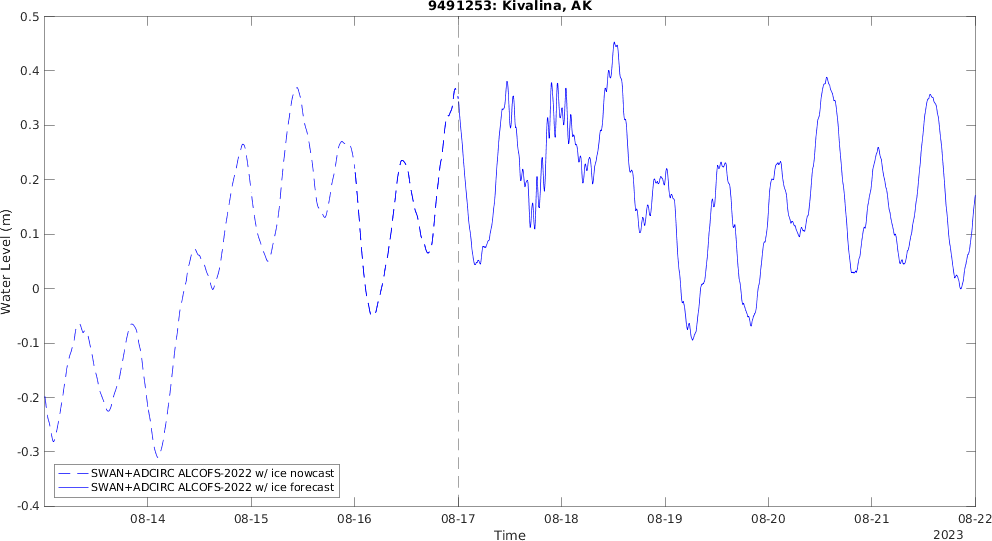 9491253: Kivalina, AK
Water Level (m)
0.5
0.4
0.3
0.2
0.1
0
-0.1
-0.2
-0.3
-0.4
SWAN+ADCIRC ALCOFS-2022 w/ ice nowcast
SWAN+ADCIRC ALCOFS-2022 w/ ice forecast
08-14 08-15 08-16 08-17 08-18 08-19 08-20 08-21 08-22
Time
2023